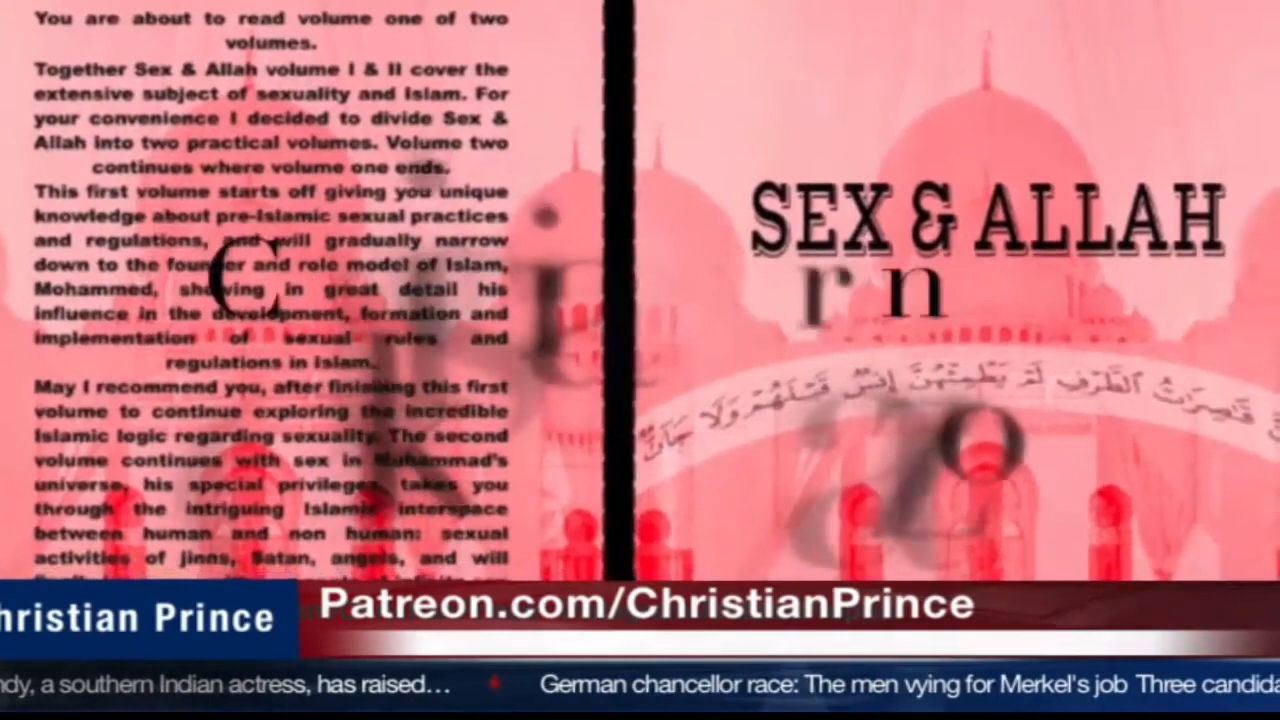 You are about to read volume one of two
volumes.
Together Sex & Allah volume I & II cover the
extensive subject of sexuality and Islam. For
your convenience I decided to divide Sex &
Allah into two practical volumes. Volume two
continues where volume one ends.
This first volume starts off giving you unique
knowledge about pre-Islamic sexual practices
and regulations, and will gradually narrow
down to the founder and role model of Islam,
Mohammed, showing in great detail his
influence in the development, formation and
implementation of sexual rules and
regulations in Islam.
May I recommend you, after finishing this first
volume to continue exploring the incredible
Islamic logic regarding sexuality. The second
volume continues with sex in Muhammad's
universe, his special privileges, takes you
through the intriguing Islamic interspace
between human and non human: sexual
activities of jinns, Satan, angels, and will
SEX & ALLAH
C
r n
o
قَاصِرَاتُ الطَّرْفِ لَمْ يَطْمِثْهُنَّ إِنْسٌ قَبْلَهُمْ وَلَا جَانٌّ
hristian Prince
Patreon.com/ChristianPrince
ndy, a southern Indian actress, has raised… German chancellor race: The men vying for Merkel's job Three candida